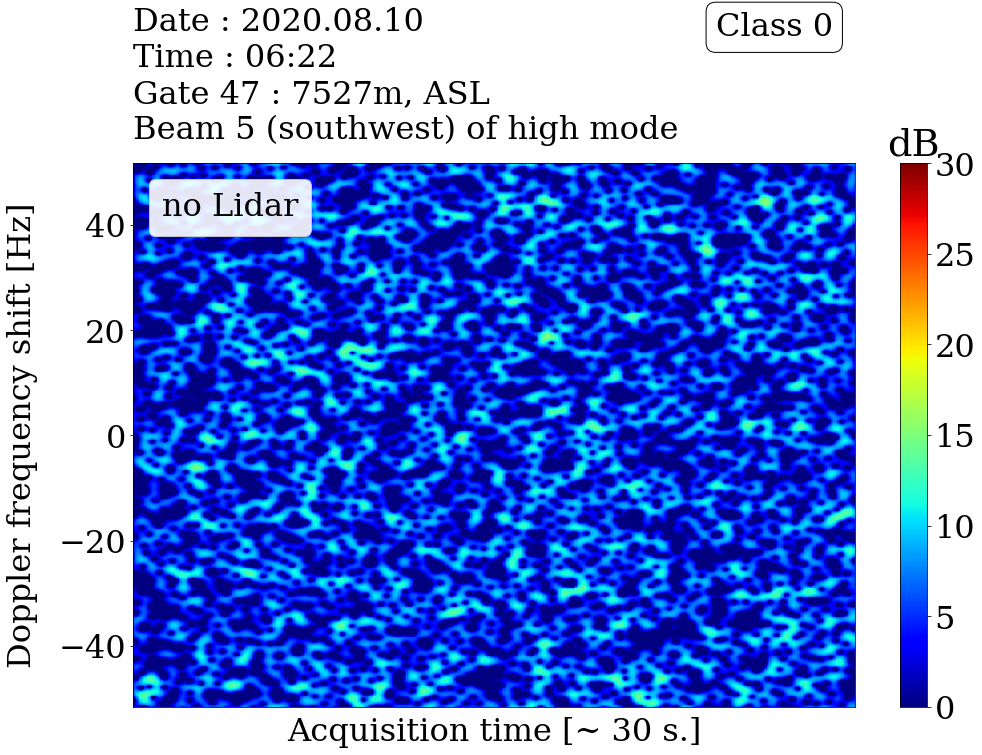 Date : 2020.08.10
Time : 06:22
Gate 47 : 7527m, ASL
Beam 5 (southwest) of high mode
Class 0
dB
no Lidar
Doppler frequency shift [Hz]
40
20
0
−20
−40
30
25
20
15
10
5
0
Acquisition time [~ 30 s.]